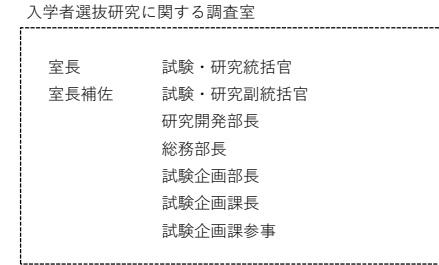 入学者選抜研究に関する調査室
室長 試験・研究統括官
室長補佐 試験・研究副統括官
研究開発部長
総務部長
試験企画部長
試験企画課長
試験企画課参事